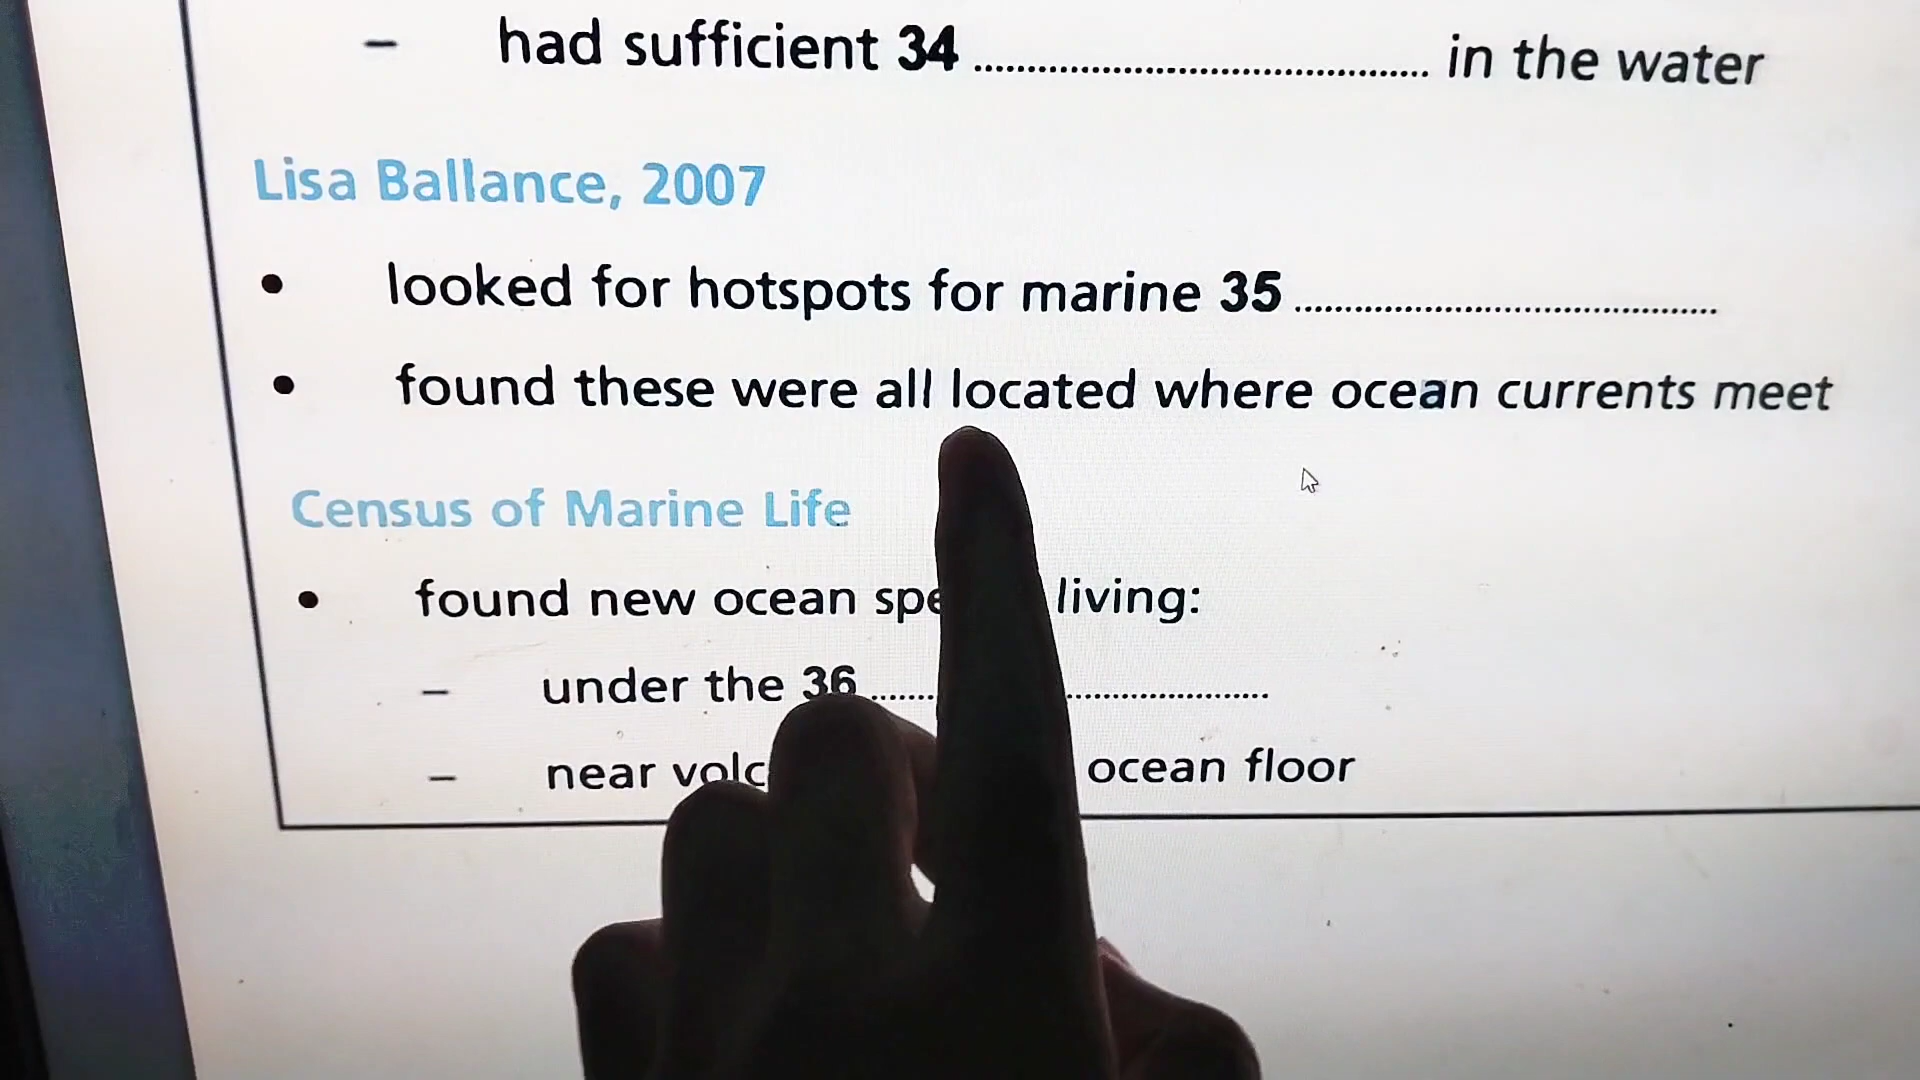 – had sufficient 34 ........................................ in the water
Lisa Ballance, 2007
• looked for hotspots for marine 35 ........................................
• found these were all located where ocean currents meet
Census of Marine Life
• found new ocean living:
– under the 36 ........................................
– near ocean floor